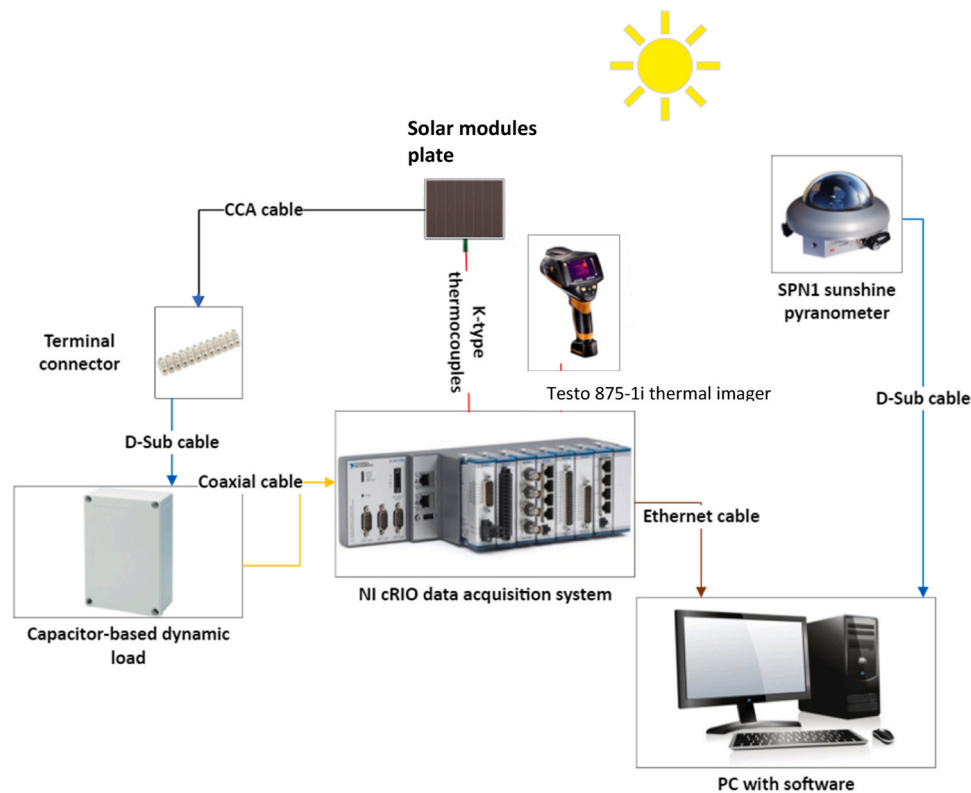 Solar modules
plate
CCA cable
K-type
thermocouples
SPN1 sunshine
pyranometer
Terminal
connector
Testo 875-1i thermal imager
D-Sub cable
D-Sub cable
Coaxial cable
Ethernet cable
NI cRIO data acquisition system
Capacitor-based dynamic
load
PC with software